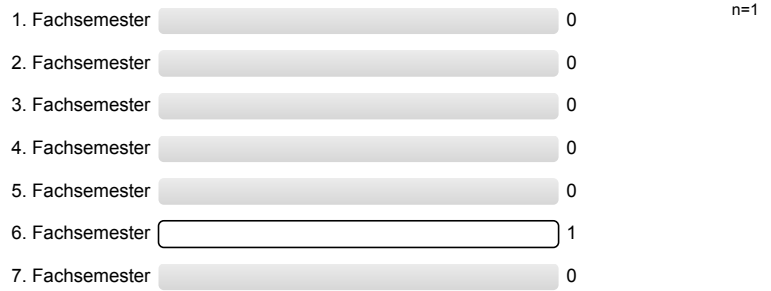 n=1
1. Fachsemester 0
2. Fachsemester 0
3. Fachsemester 0
4. Fachsemester 0
5. Fachsemester 0
6. Fachsemester 1
7. Fachsemester 0